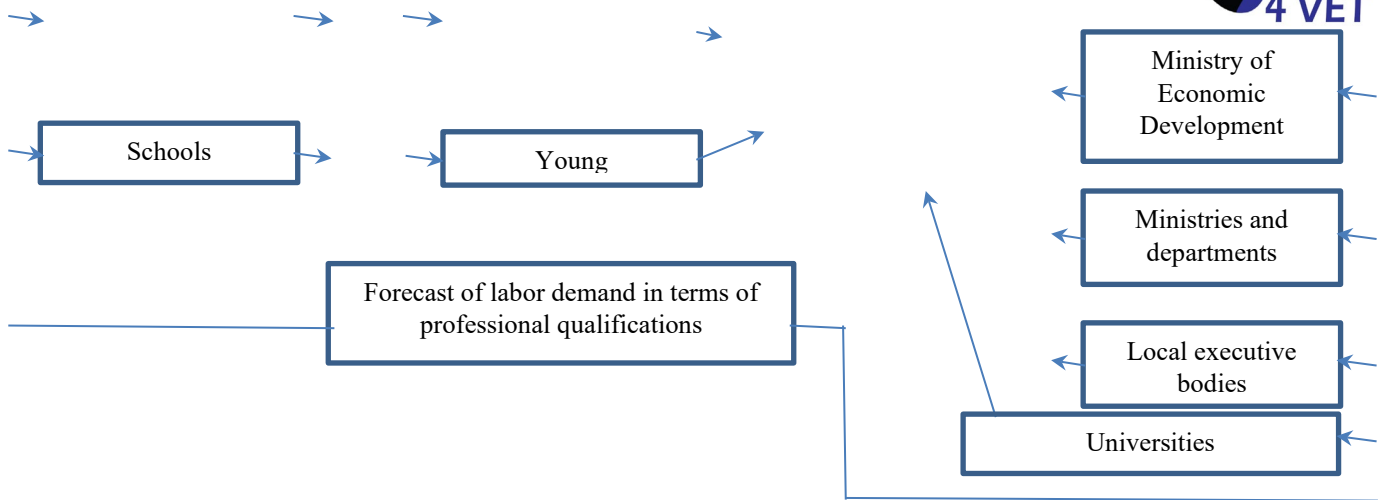 4 VET
Ministry of
Economic
Development
Schools
Young
Ministries and
departments
Forecast of labor demand in terms of
professional qualifications
Local executive
bodies
Universities